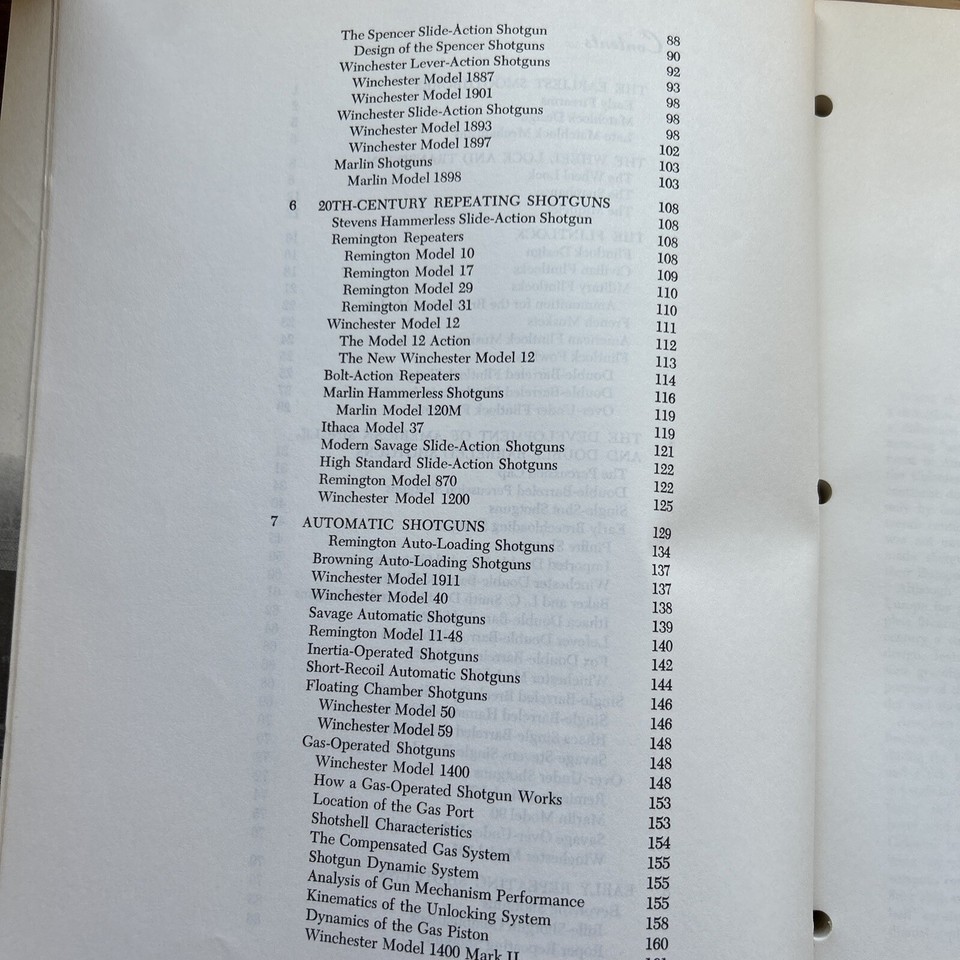 The Spencer Slide-Action Shotgun 88
Design of the Spencer Shotguns 90
Winchester Lever-Action Shotguns 92
Winchester Model 1887 93
Winchester Model 1901 98
Winchester Slide-Action Shotguns 98
Winchester Model 1893 98
Winchester Model 1897 102
Marlin Shotguns 103
Marlin Model 1898 103
6 20TH-CENTURY REPEATING SHOTGUNS 108
Stevens Hammerless Slide-Action Shotgun 108
Remington Repeaters 108
Remington Model 10 108
Remington Model 17 109
Remington Model 29 110
Remington Model 31 110
Winchester Model 12 111
The Model 12 Action 112
The New Winchester Model 12 113
Bolt-Action Repeaters 114
Marlin Hammerless Shotguns 116
Marlin Model 120M 119
Ithaca Model 37 119
Modern Savage Slide-Action Shotguns 121
High Standard Slide-Action Shotguns 122
Remington Model 870 122
Winchester Model 1200 125
7 AUTOMATIC SHOTGUNS 129
Remington Auto-Loading Shotguns 134
Browning Auto-Loading Shotguns 137
Winchester Model 1911 137
Winchester Model 40 138
Savage Automatic Shotguns 139
Remington Model 11-48 140
Inertia-Operated Shotguns 142
Short-Recoil Automatic Shotguns 144
Floating Chamber Shotguns 146
Winchester Model 50 146
Winchester Model 59 148
Gas-Operated Shotguns 148
Winchester Model 1400 148
How a Gas-Operated Shotgun Works 153
Location of the Gas Port 153
Shotshell Characteristics 154
The Compensated Gas System 155
Shotgun Dynamic System 155
Analysis of Gun Mechanism Performance 155
Kinematics of the Unlocking System 158
Dynamics of the Gas Piston 160
Winchester Model 1400 Mark II